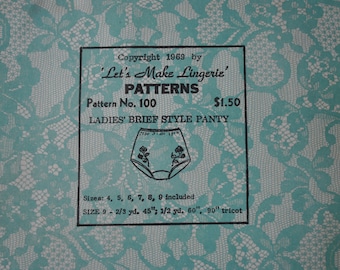 Copyright 1969 by
'Let's Make Lingerie'
PATTERNS
Pattern No. 100 $1.50
LADIES' BRIEF STYLE PANTY
Sizes: 4, 5, 6, 7, 8, 9 included
SIZE 9 - 2/3 yd. 45"; 1/2 yd. 60", 90" tricot